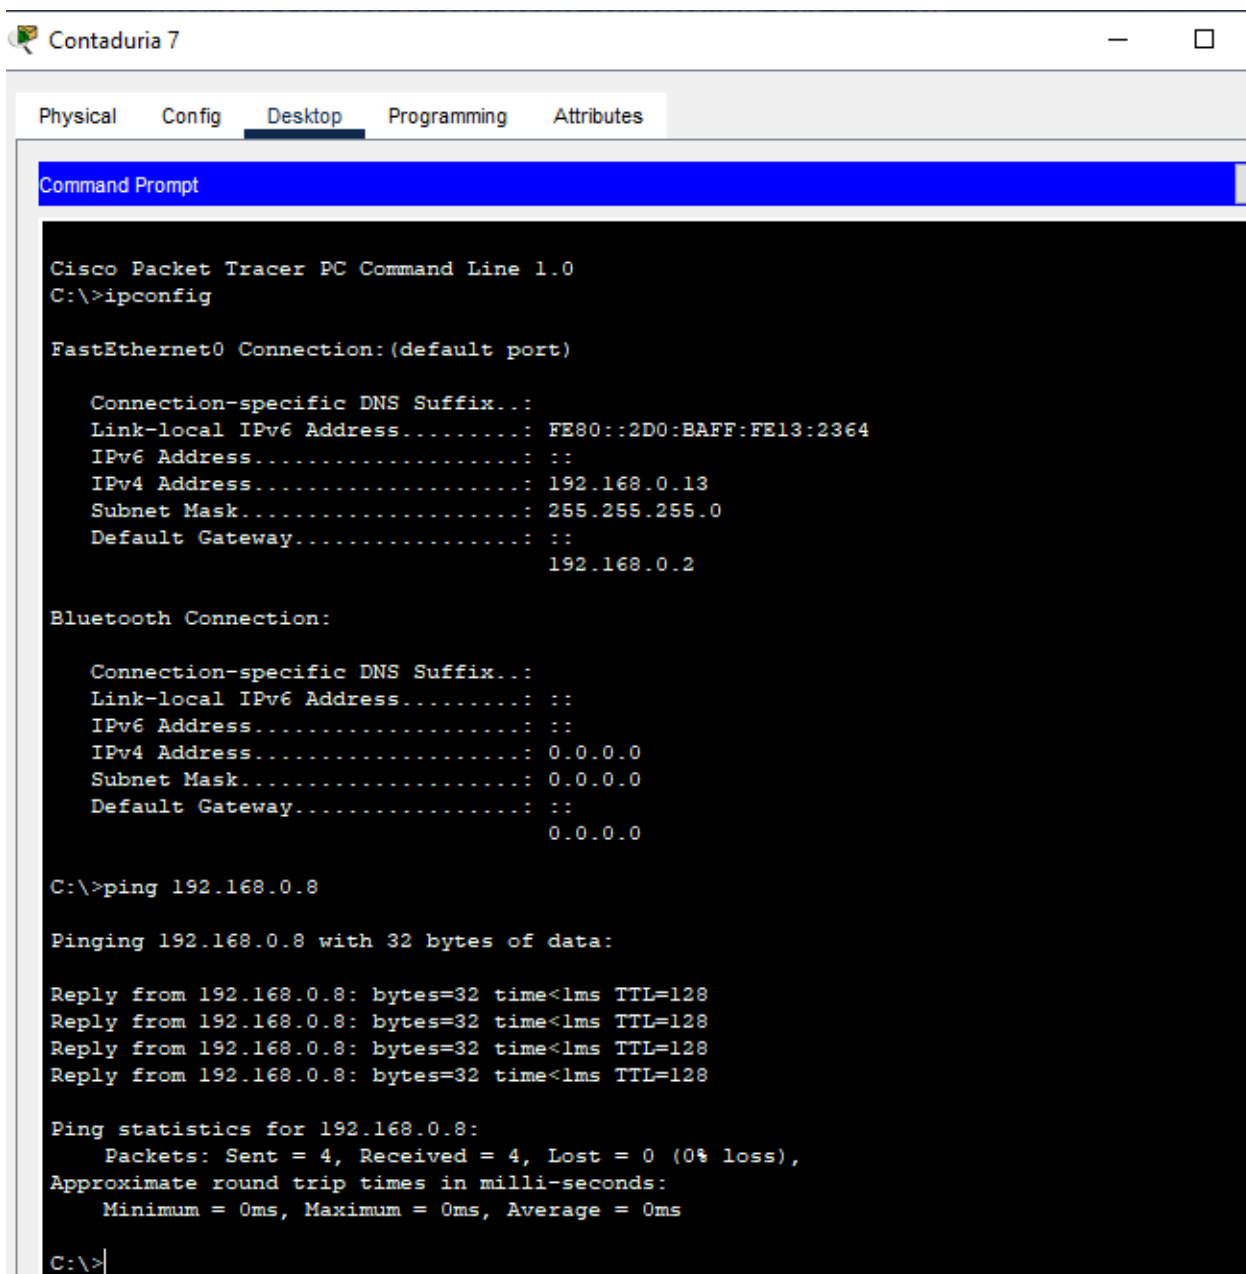 Contaduria 7
Physical Config Desktop Programming Attributes
Command Prompt
Cisco Packet Tracer PC Command Line 1.0
C:\>ipconfig
FastEthernet0 Connection:(default port)
Connection-specific DNS Suffix..:
Link-local IPv6 Address.........: FE80::2D0:BAFF:FE13:2364
IPv6 Address....................: ::
IPv4 Address....................: 192.168.0.13
Subnet Mask.....................: 255.255.255.0
Default Gateway.................: ::
192.168.0.2
Bluetooth Connection:
Connection-specific DNS Suffix..:
Link-local IPv6 Address.........: ::
IPv6 Address....................: ::
IPv4 Address....................: 0.0.0.0
Subnet Mask.....................: 0.0.0.0
Default Gateway.................: ::
0.0.0.0
C:\>ping 192.168.0.8
Pinging 192.168.0.8 with 32 bytes of data:
Reply from 192.168.0.8: bytes=32 time<1ms TTL=128
Reply from 192.168.0.8: bytes=32 time<1ms TTL=128
Reply from 192.168.0.8: bytes=32 time<1ms TTL=128
Reply from 192.168.0.8: bytes=32 time<1ms TTL=128
Ping statistics for 192.168.0.8:
Packets: Sent = 4, Received = 4, Lost = 0 (0% loss),
Approximate round trip times in milli-seconds:
Minimum = 0ms, Maximum = 0ms, Average = 0ms
C:\>